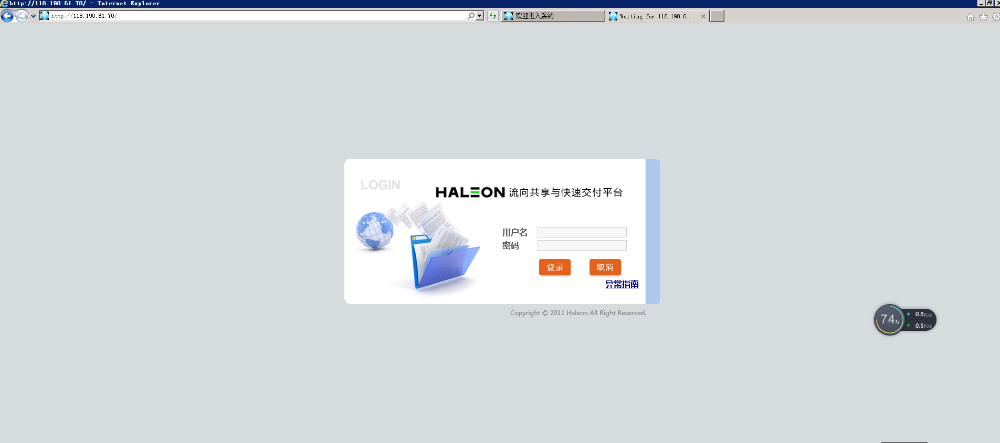 http://118.190.61.70/ - Internet Explorer
http://118.190.61.70/
欢迎进入系统
Waiting for 118.190.6...
LOGIN
HALEON 流向共享与快速交付平台
用户名
密码
登录 取消
异常指南
Copyright © 2011 Haleon All Right Reserved.
74%
0.8K/s
0.5K/s